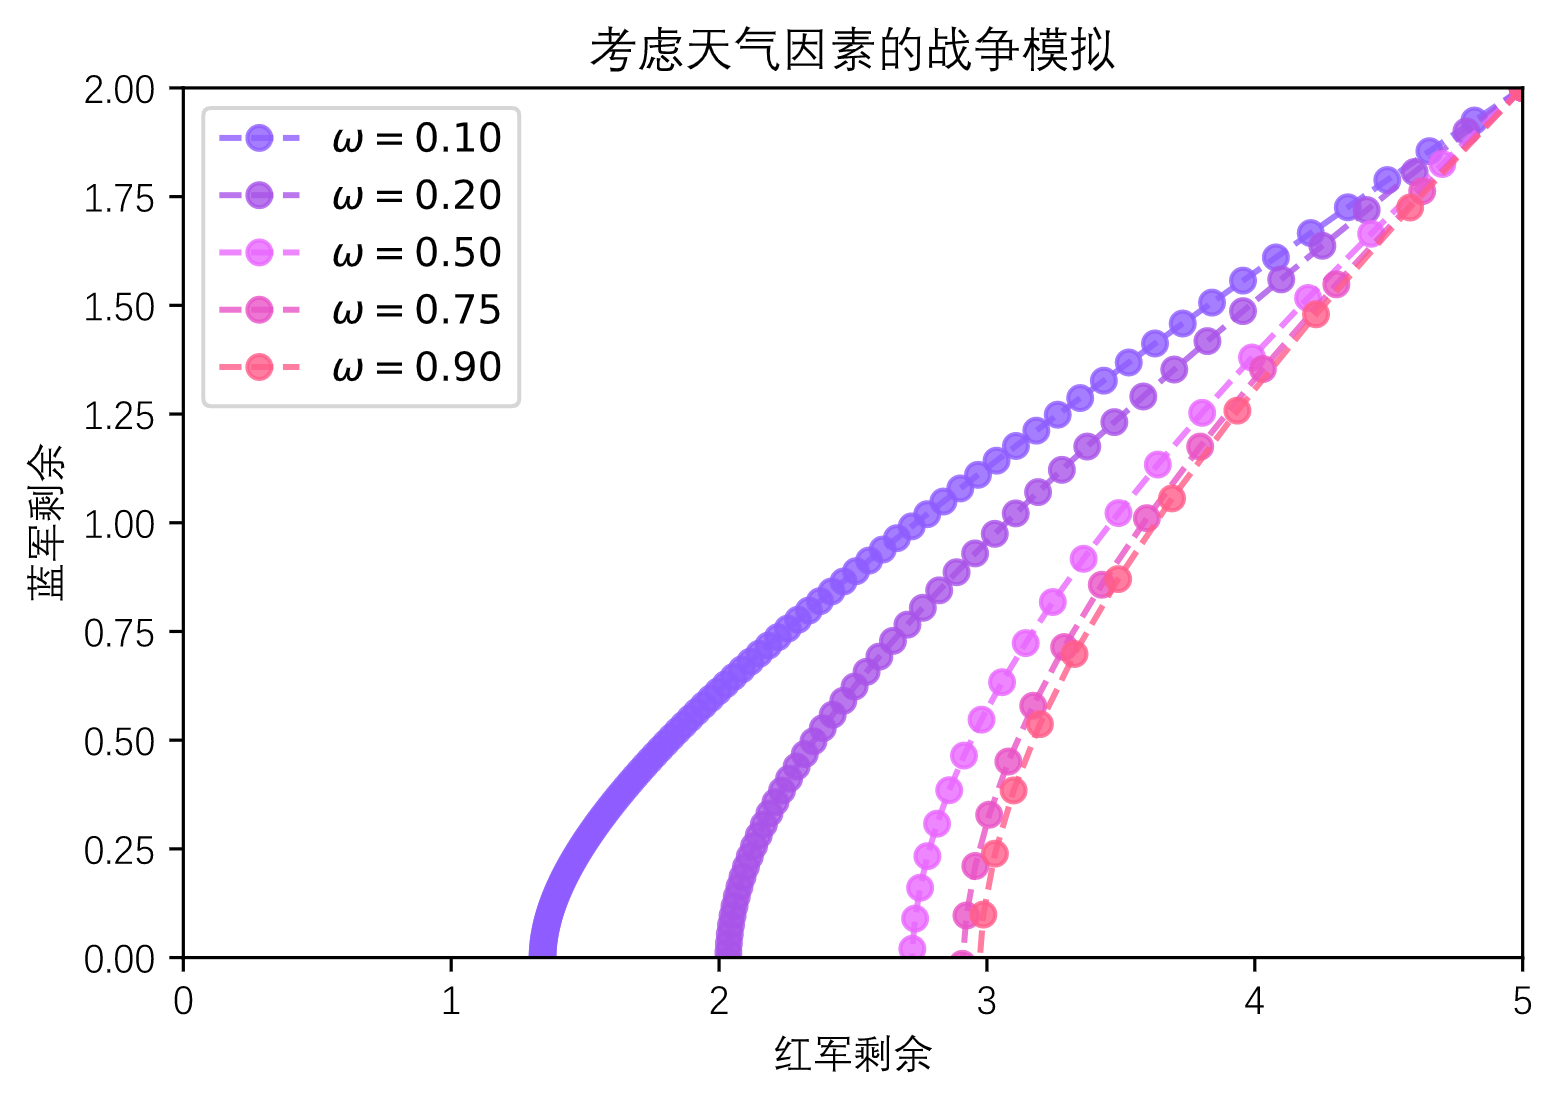 考虑天气因素的战争模拟
2.00
1.75
1.50
1.25
1.00
0.75
0.50
0.25
0.00
蓝军剩余
ω = 0.10
ω = 0.20
ω = 0.50
ω = 0.75
ω = 0.90
0 1 2 3 4 5
红军剩余